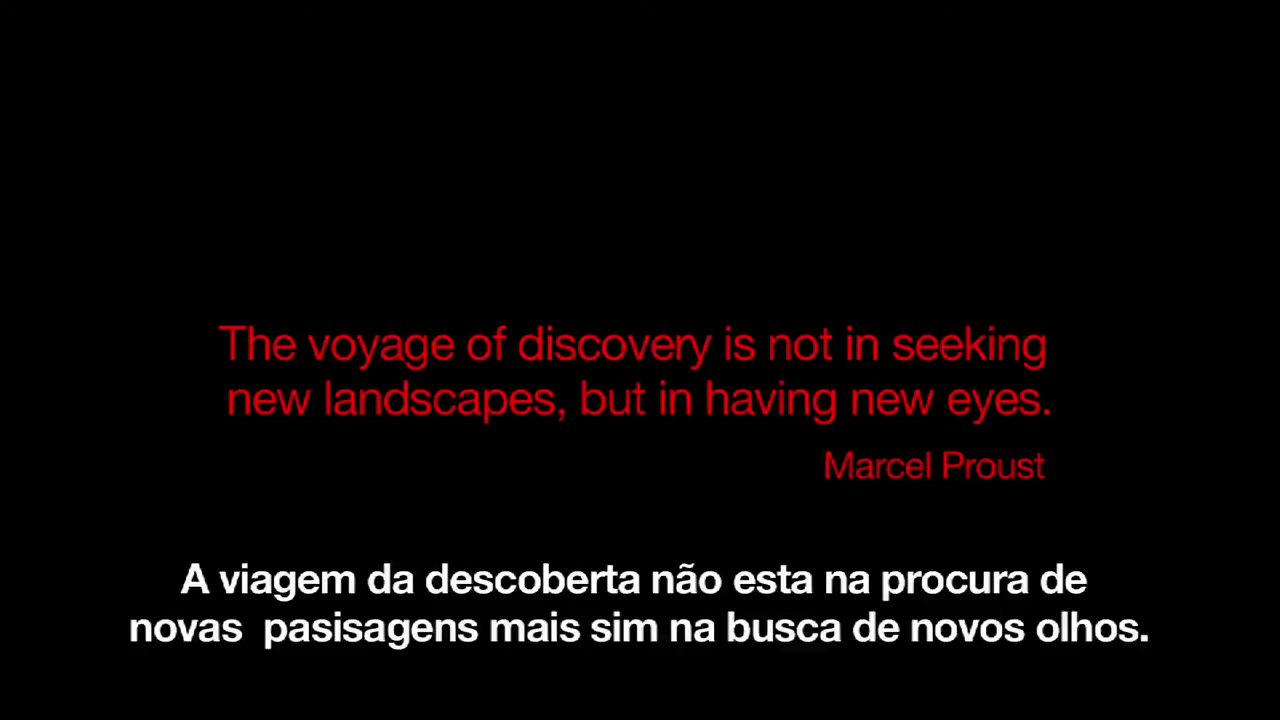 The voyage of discovery is not in seeking
new landscapes, but in having new eyes.
Marcel Proust
A viagem da descoberta não esta na procura de
novas  pasisagens mais sim na busca de novos olhos.